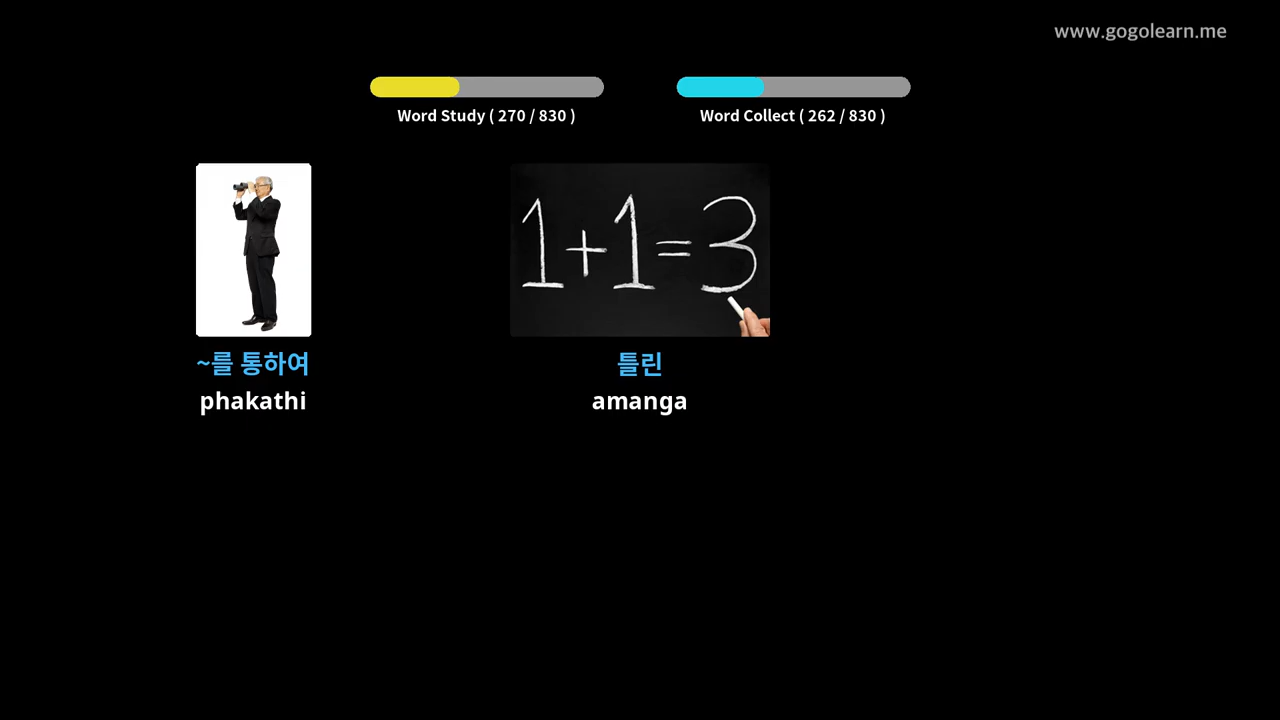 www.gogolearn.me
Word Study ( 270 / 830 )
Word Collect ( 262 / 830 )
1+1=3
~를 통하여
phakathi
틀린
amanga